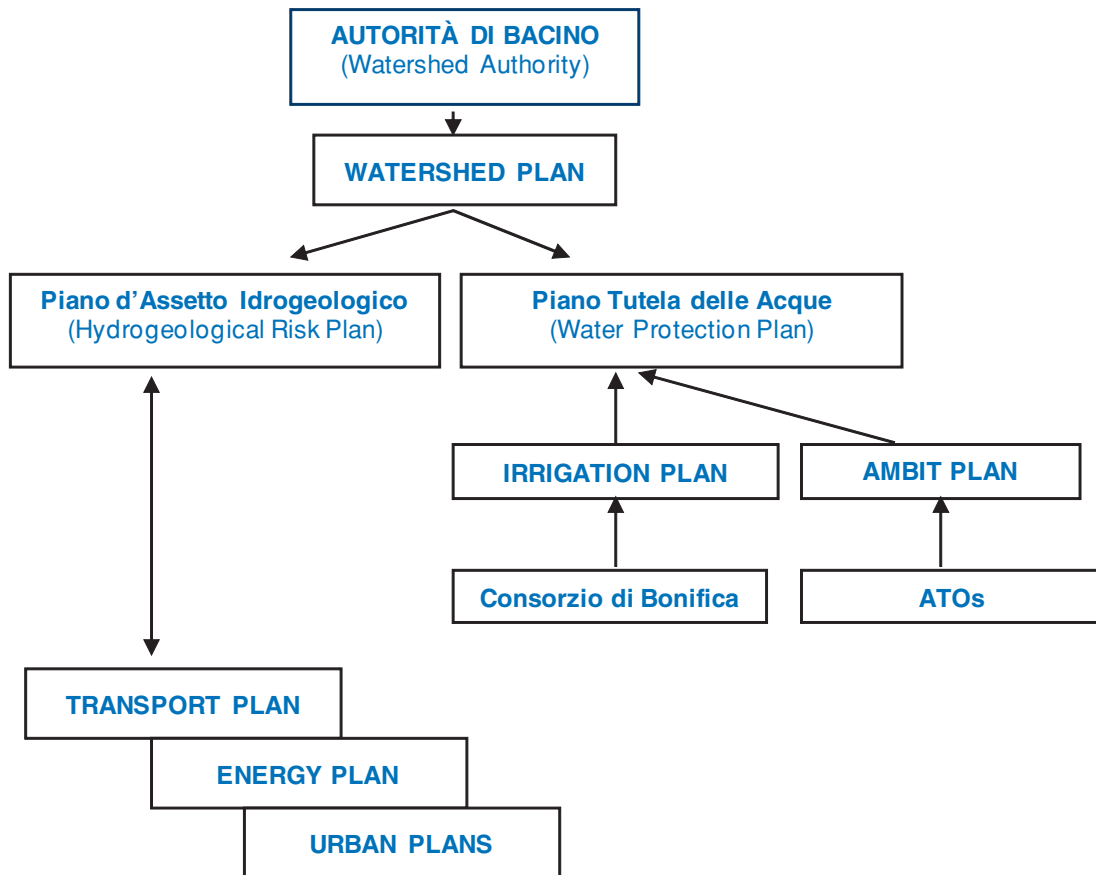 AUTORITÀ DI BACINO
(Watershed Authority)
WATERSHED PLAN
Piano d’Assetto Idrogeologico
(Hydrogeological Risk Plan)
Piano Tutela delle Acque
(Water Protection Plan)
IRRIGATION PLAN
AMBIT PLAN
Consorzio di Bonifica
ATOs
TRANSPORT PLAN
ENERGY PLAN
URBAN PLANS